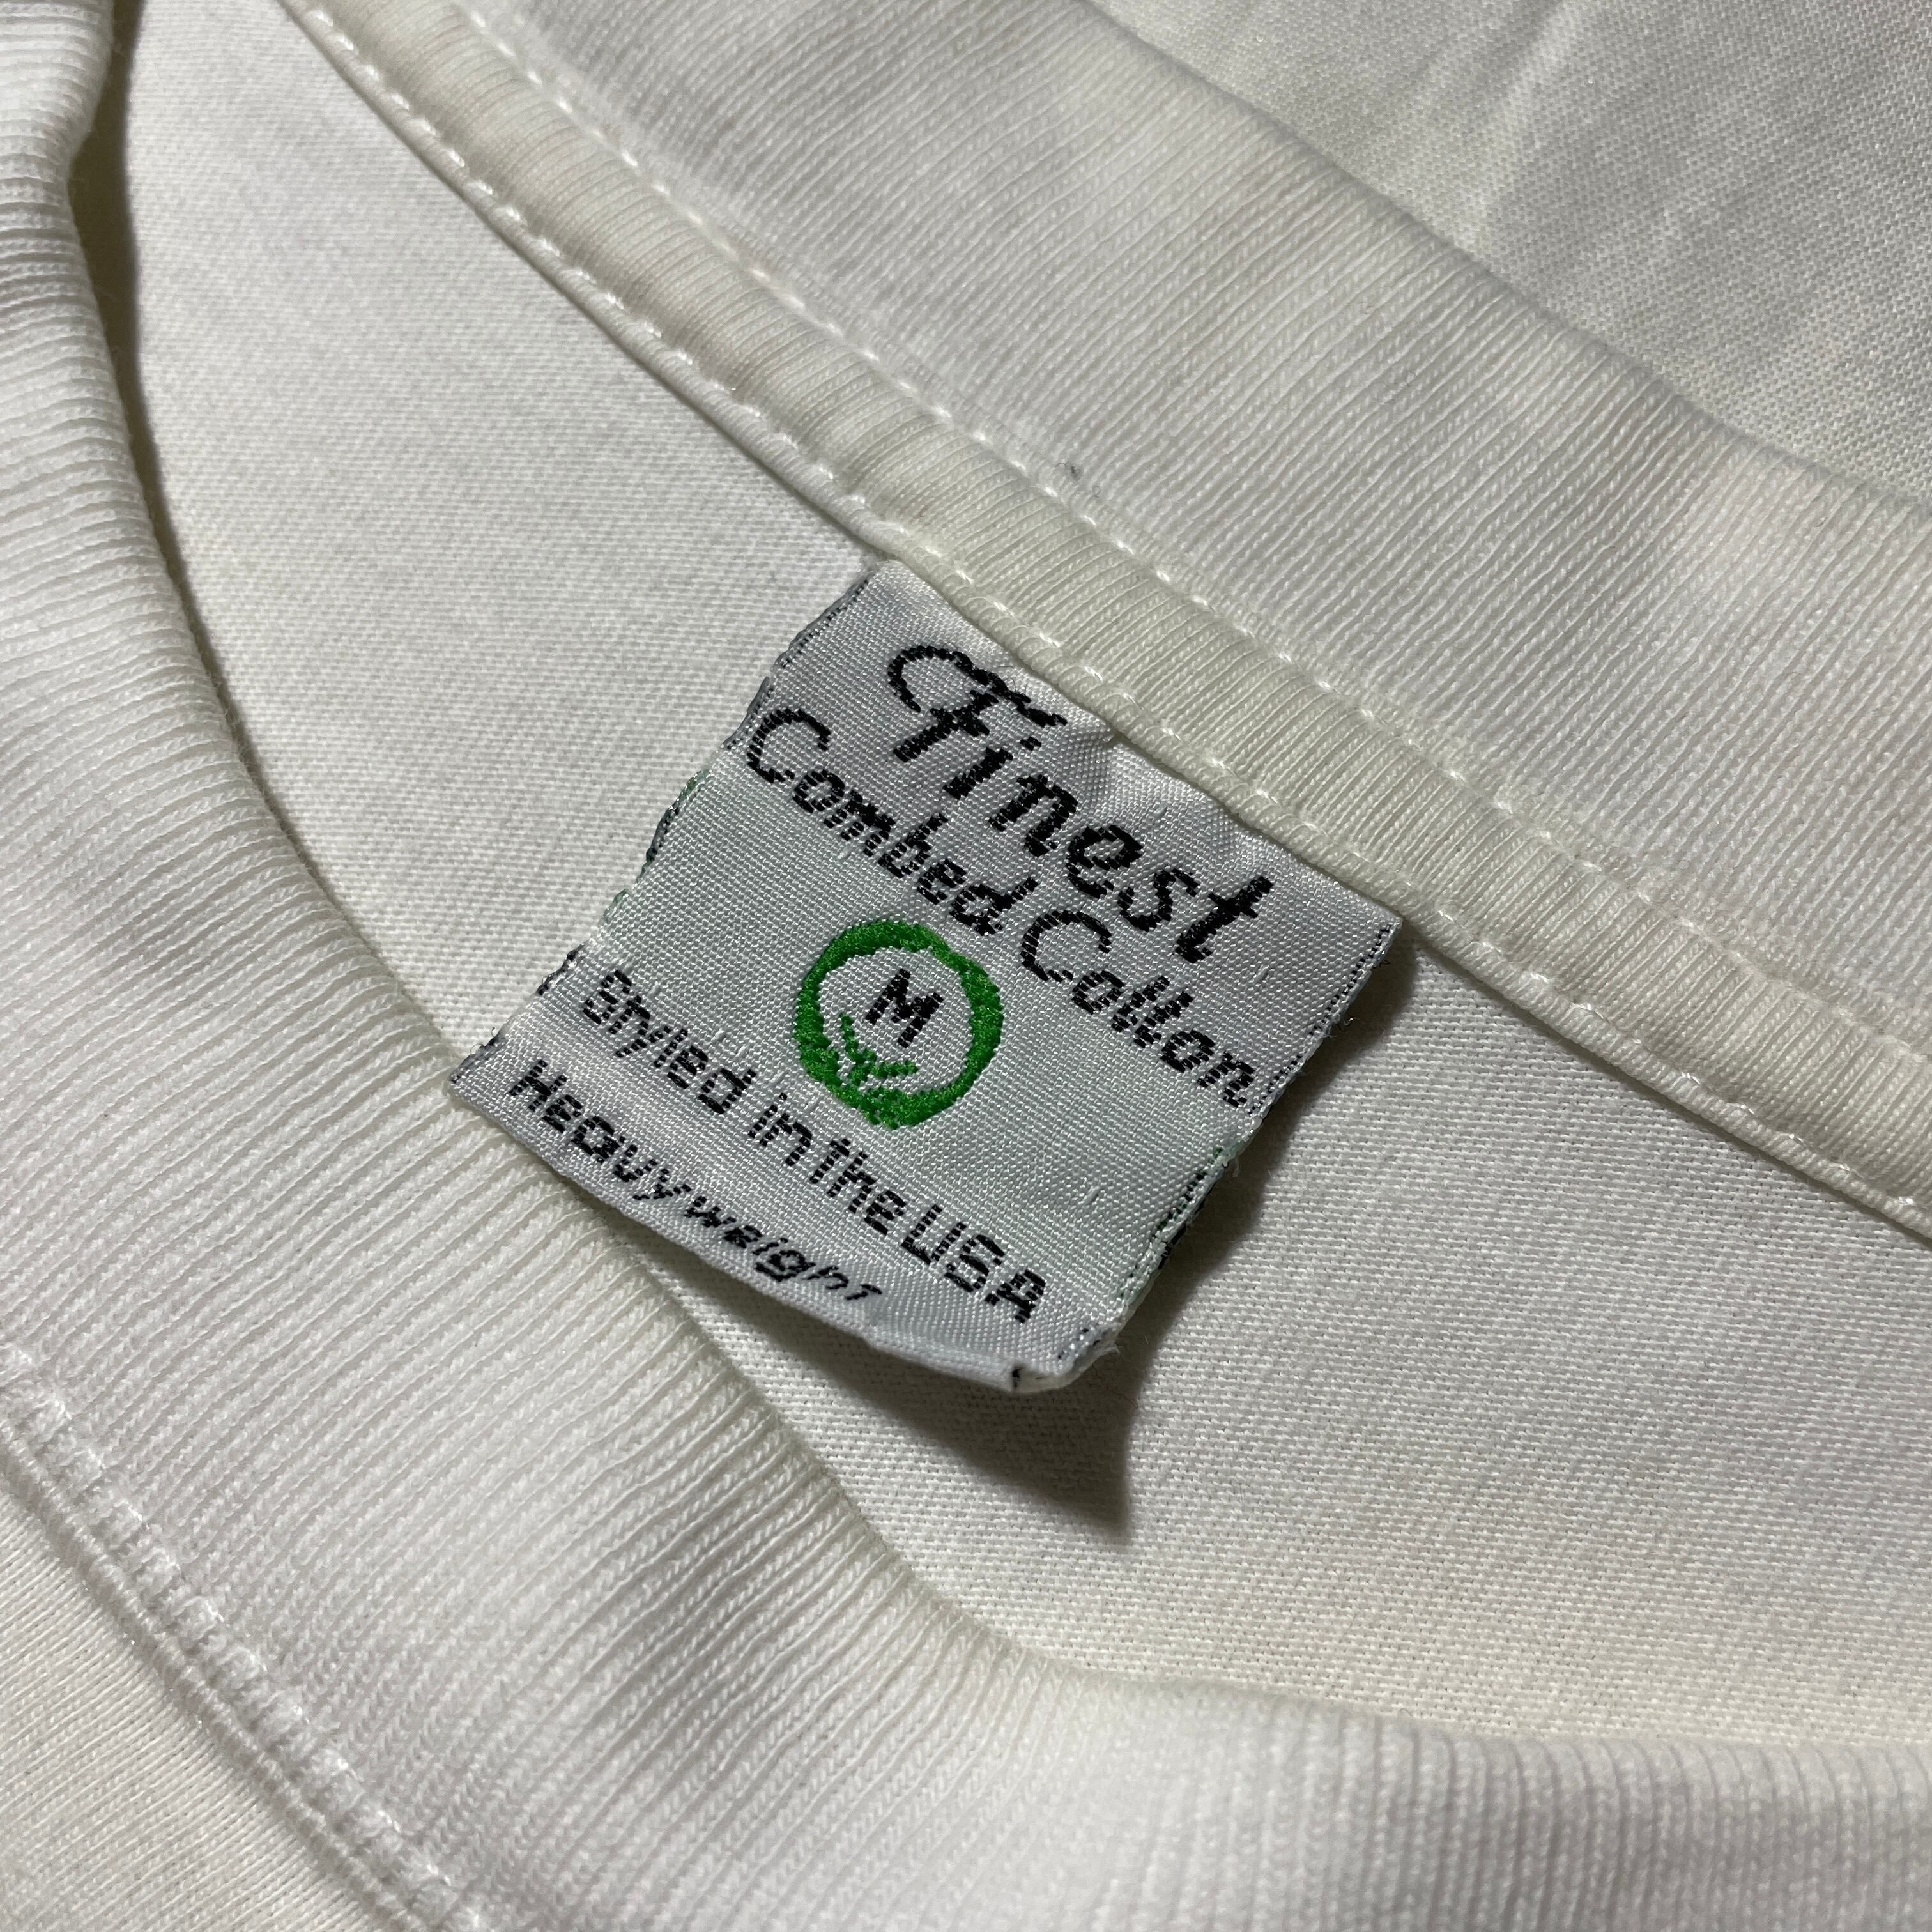 Finest
Combed Cotton
M
Styled in the USA
Heavyweight